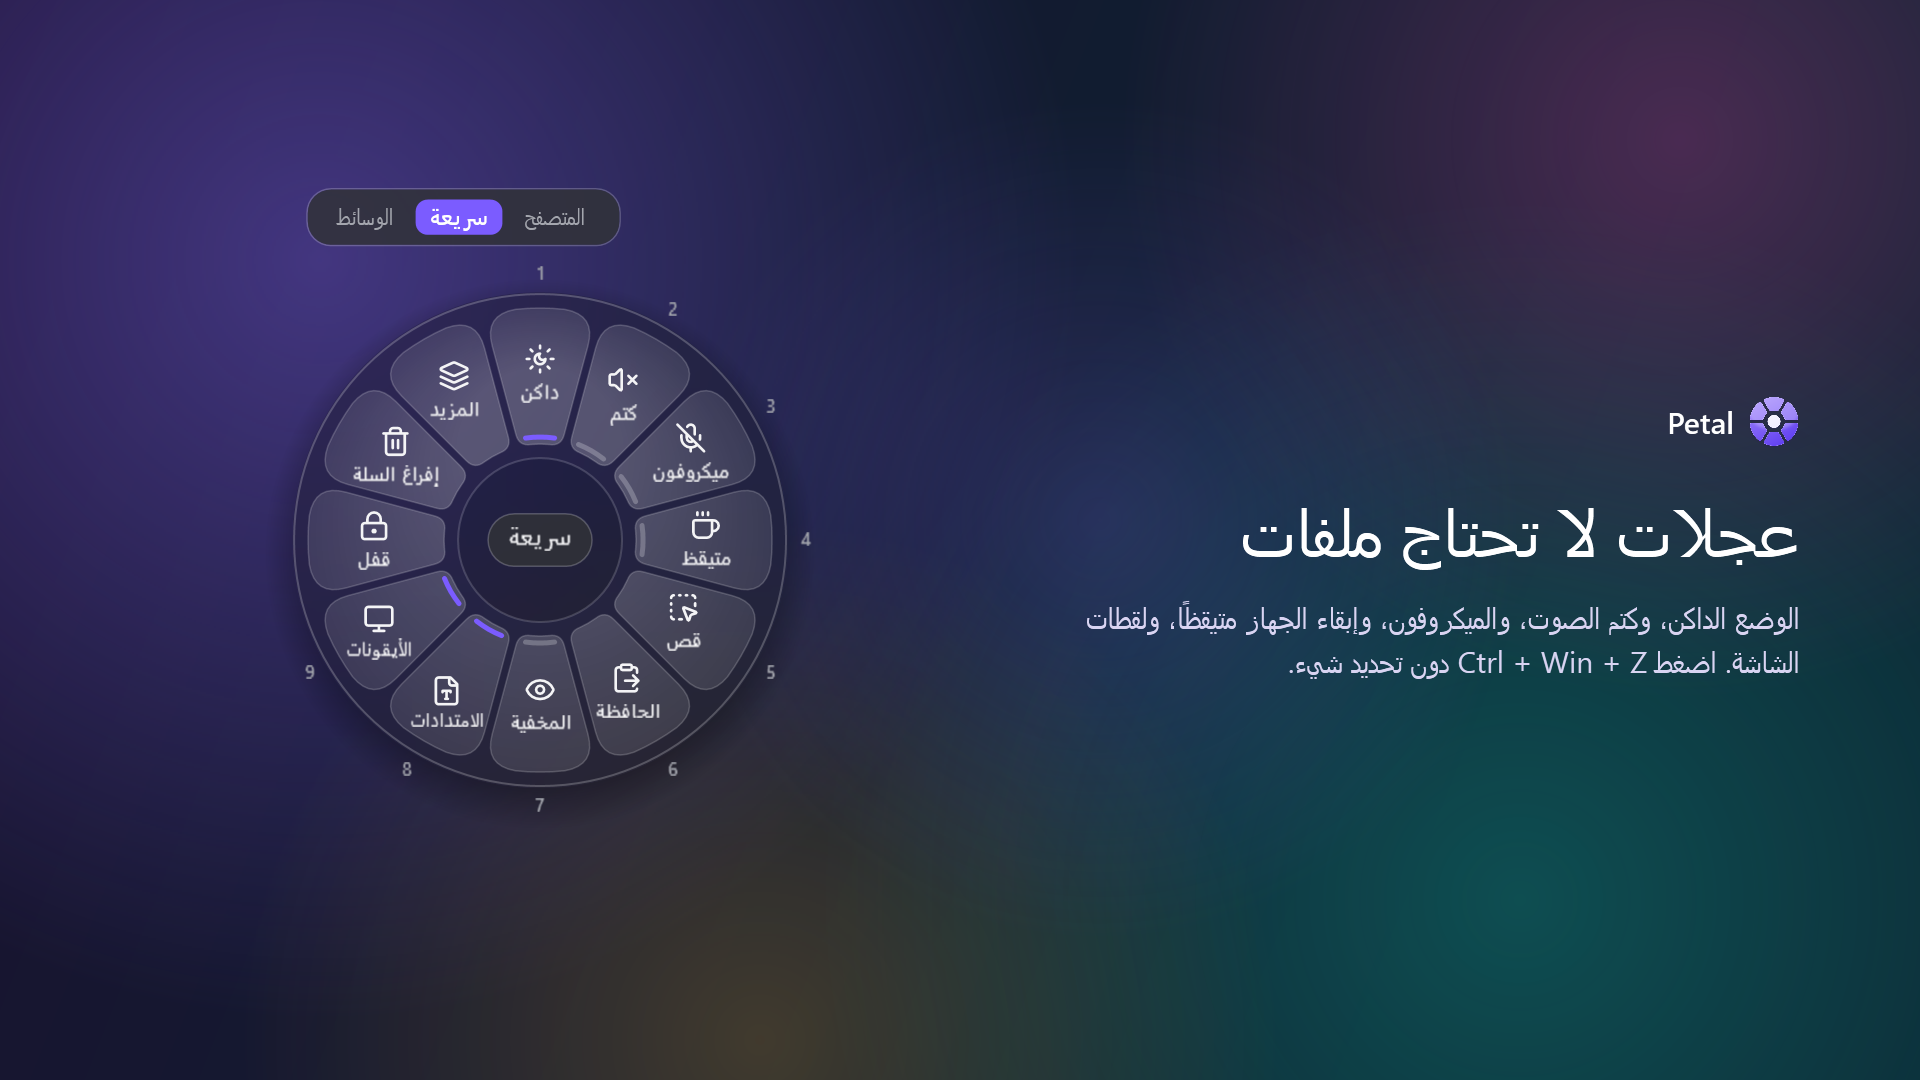 Petal
عجلات لا تحتاج ملفات
الوضع الداكن، وكتم الصوت، والميكروفون، وإبقاء الجهاز متيقظًا، ولقطات
الشاشة. اضغط Ctrl + Win + Z دون تحديد شيء.
المتصفح سريعة الوسائط
1
داكن
2
كتم
3
ميكروفون
4
متيقظ
5
قص
6
الحافظة
7
المخفية
8
الامتدادات
9
الأيقونات
قفل
إفراغ السلة
المزيد
سريعة